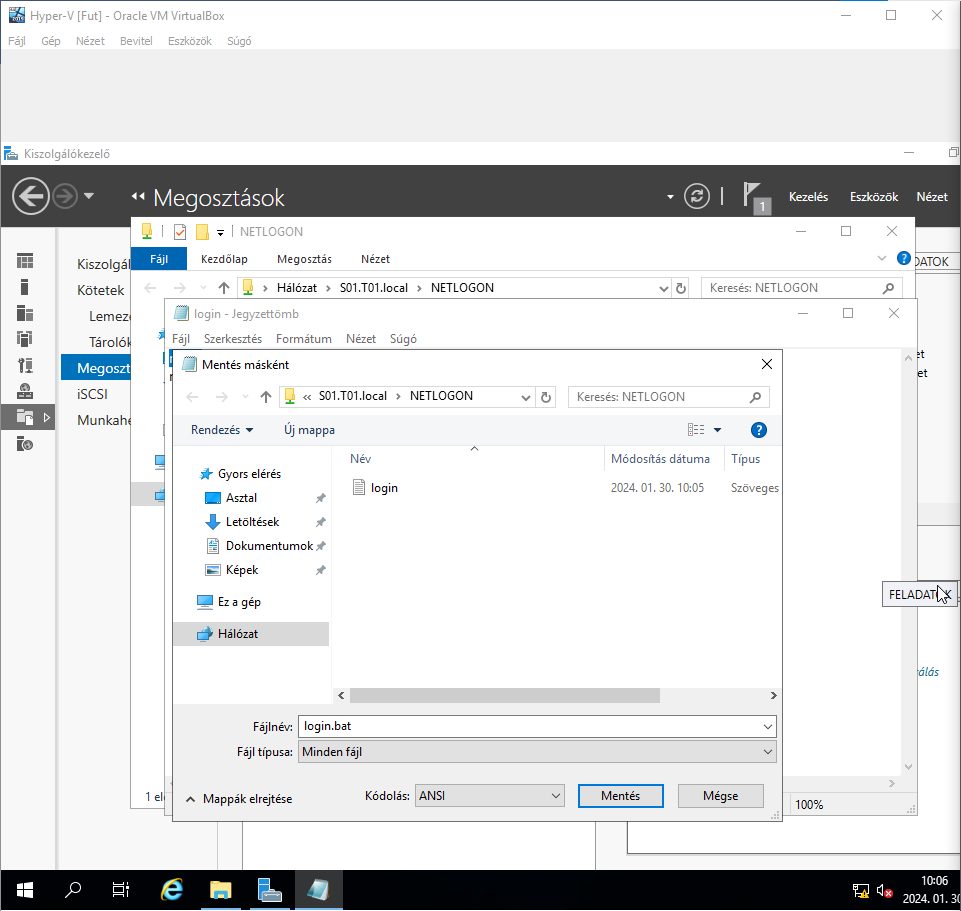 Hyper-V [Fut] - Oracle VM VirtualBox
Fájl Gép Nézet Bevitel Eszközök Súgó
Kiszolgálókezelő
Megosztások
1
Kezelés Eszközök Nézet
NETLOGON
Fájl Kezdőlap Megosztás Nézet
Hálózat S01.T01.local NETLOGON
Keresés: NETLOGON
Kiszolgál
Kötetek
Leme
Tárolók
Megoszt
iSCSI
Munkahe
DATOK
login - Jegyzettömb
Fájl Szerkesztés Formátum Nézet Súgó
Mentés másként
« S01.T01.local NETLOGON
Keresés: NETLOGON
Rendezés Új mappa
Név Módosítás dátuma Típus
Gyors elérés
Asztal
Letöltések
Dokumentumok
Képek
Ez a gép
Hálózat
login 2024. 01. 30. 10:05 Szöveges
et
et
álás
Fájlnév: login.bat
Fájl típusa: Minden fájl
Mappák elrejtése
Kódolás: ANSI
Mentés Mégse
1 el
100%
10:06
2024. 01. 30